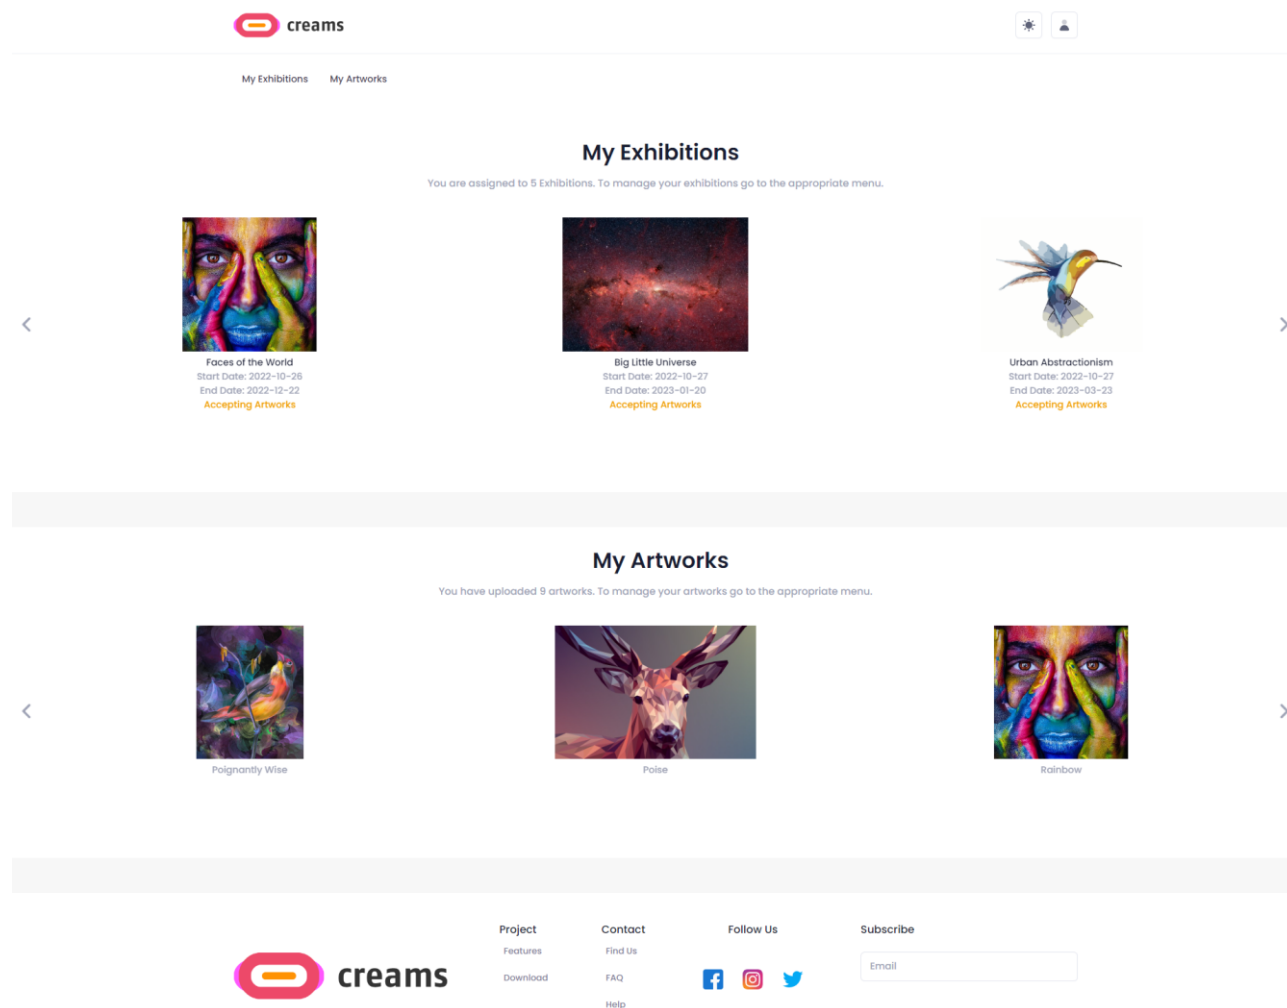 creams
My Exhibitions
My Artworks
My Exhibitions
You are assigned to 5 Exhibitions. To manage your exhibitions go to the appropriate menu.
Faces of the World
Start Date: 2022-10-26
End Date: 2022-12-22
Accepting Artworks
Big Little Universe
Start Date: 2022-10-27
End Date: 2023-01-20
Accepting Artworks
Urban Abstractionism
Start Date: 2022-10-27
End Date: 2023-03-23
Accepting Artworks
My Artworks
You have uploaded 9 artworks. To manage your artworks go to the appropriate menu.
Poignantly Wise
Poise
Rainbow
creams
Project
Features
Download
Contact
Find Us
FAQ
Help
Follow Us
Subscribe
Email